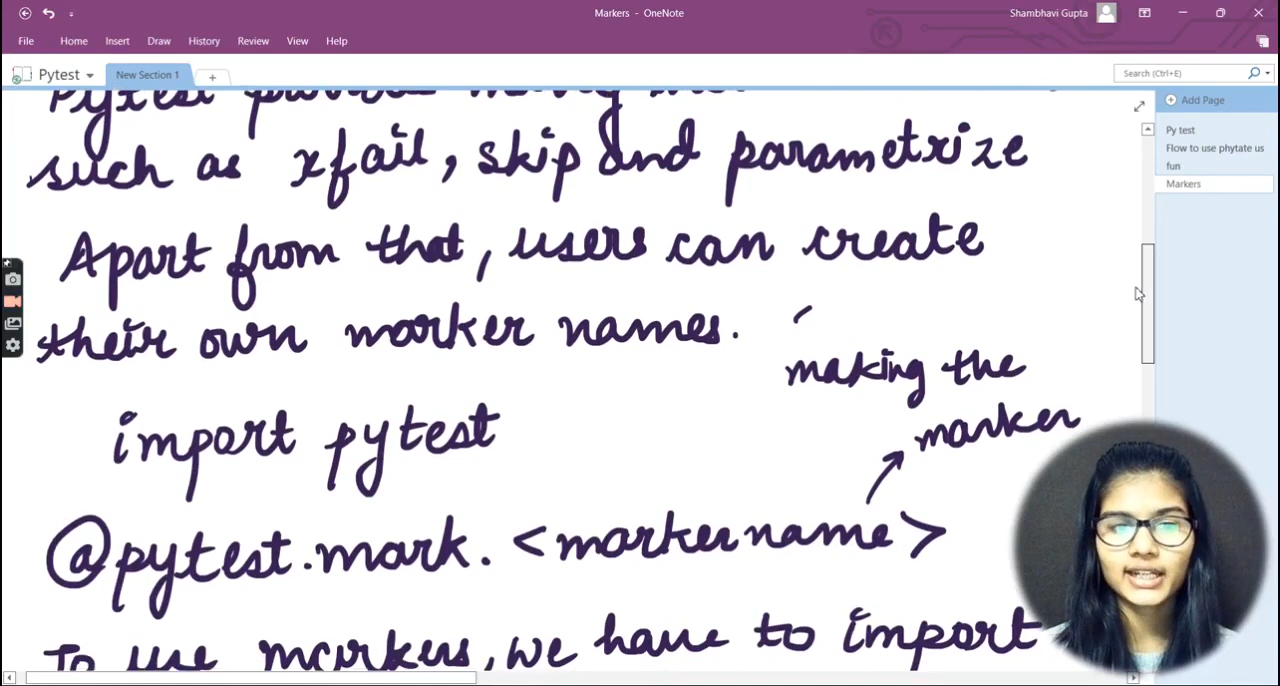 Markers - OneNote
Shambhavi Gupta
File Home Insert Draw History Review View Help
Pytest New Section 1
Search (Ctrl+E)
Add Page
Py test
Flow to use phytate us
fun
Markers
Pytest
such as xfail, skip and parametrize
Apart from that, users can create
their own marker names.
making the
marker
import pytest
@pytest.mark.<markername>
To use markers, we have to import